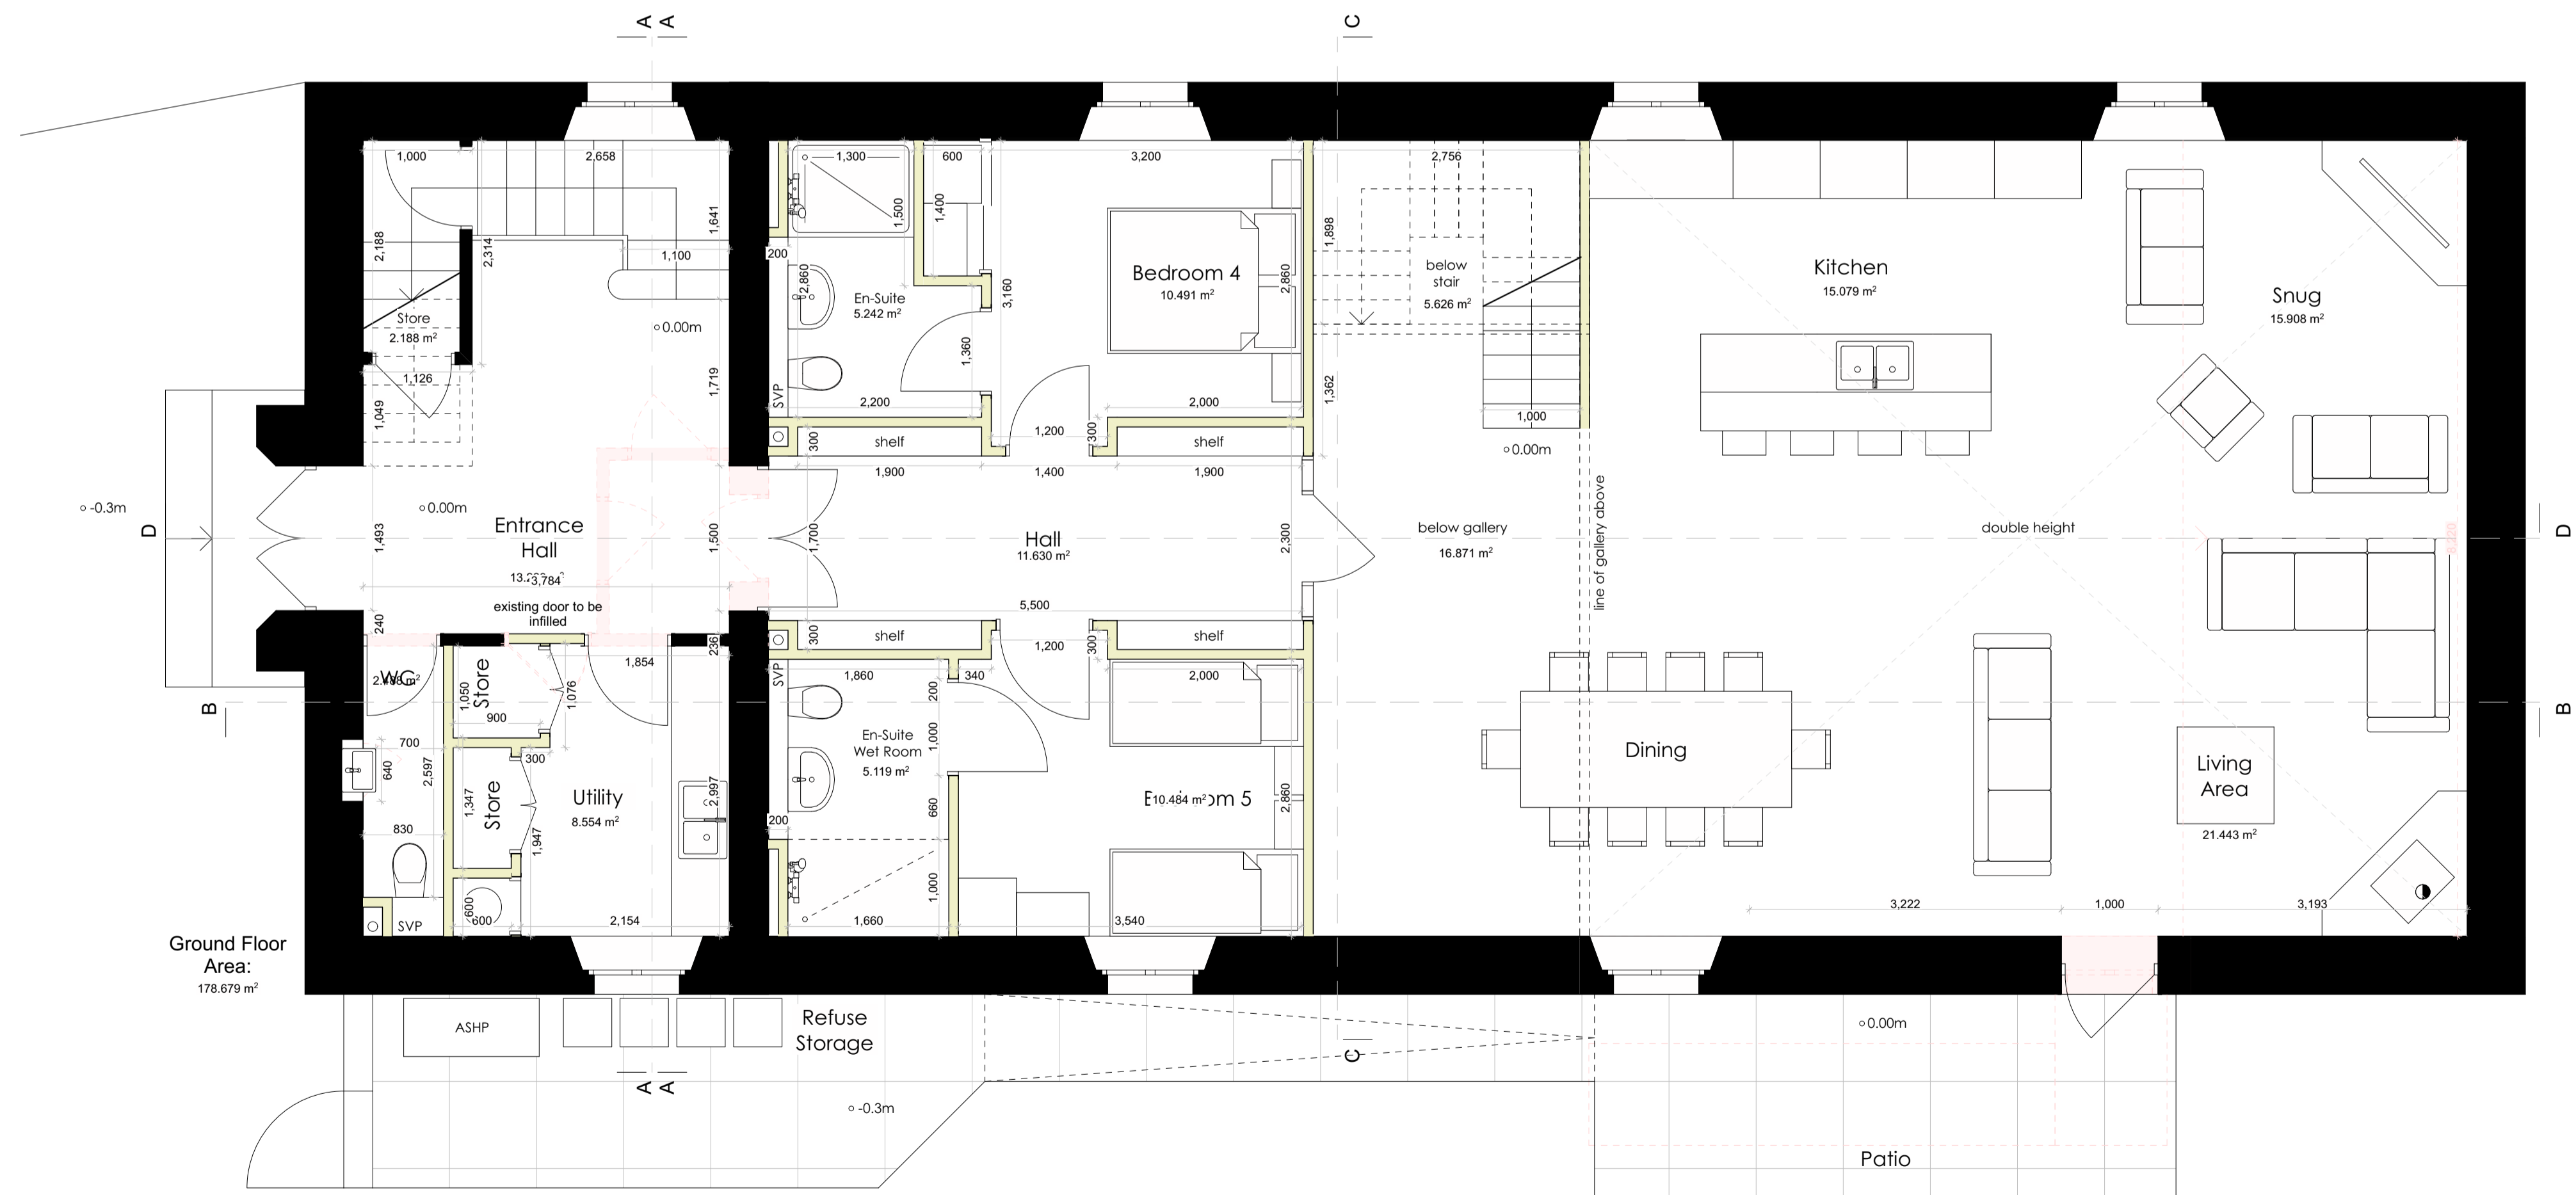 A A
C
1,000
2,658
1,300
600
3,200
2,756
1,500
1,400
1,641
2,188
2,314
1,100
200
2,860
3,160
2,860
1,898
Bedroom 4
10.491 m²
En-Suite
5.242 m²
below
stair
5.626 m²
Kitchen
15.079 m²
Snug
15.908 m²
Store
2.188 m²
0.00m
1,126
1,719
1,360
1,362
1,049
SVP
2,200
2,000
1,000
300
shelf
1,200
300
shelf
0.00m
1,900
1,400
1,900
-0.3m
0.00m
D
1,493
Entrance
Hall
3,784
1,500
1,700
Hall
11.630 m²
2,300
below gallery
16.871 m²
line of gallery above
double height
8,220
D
existing door to be
infilled
5,500
240
236
300
shelf
1,200
300
shelf
WC
1,854
SVP
1,860
340
2,000
B
1,050
Store
1,076
900
200
1,000
B
700
640
2,597
300
En-Suite
Wet Room
5.119 m²
Dining
Living
Area
21.443 m²
1,347
Store
Utility
8.554 m²
2,997
660
10.484 m²
2,860
830
1,947
200
600
600
SVP
2,154
1,000
1,660
3,540
3,222
1,000
3,193
Ground Floor
Area:
178.679 m²
ASHP
Refuse
Storage
0.00m
C
A A
-0.3m
Patio